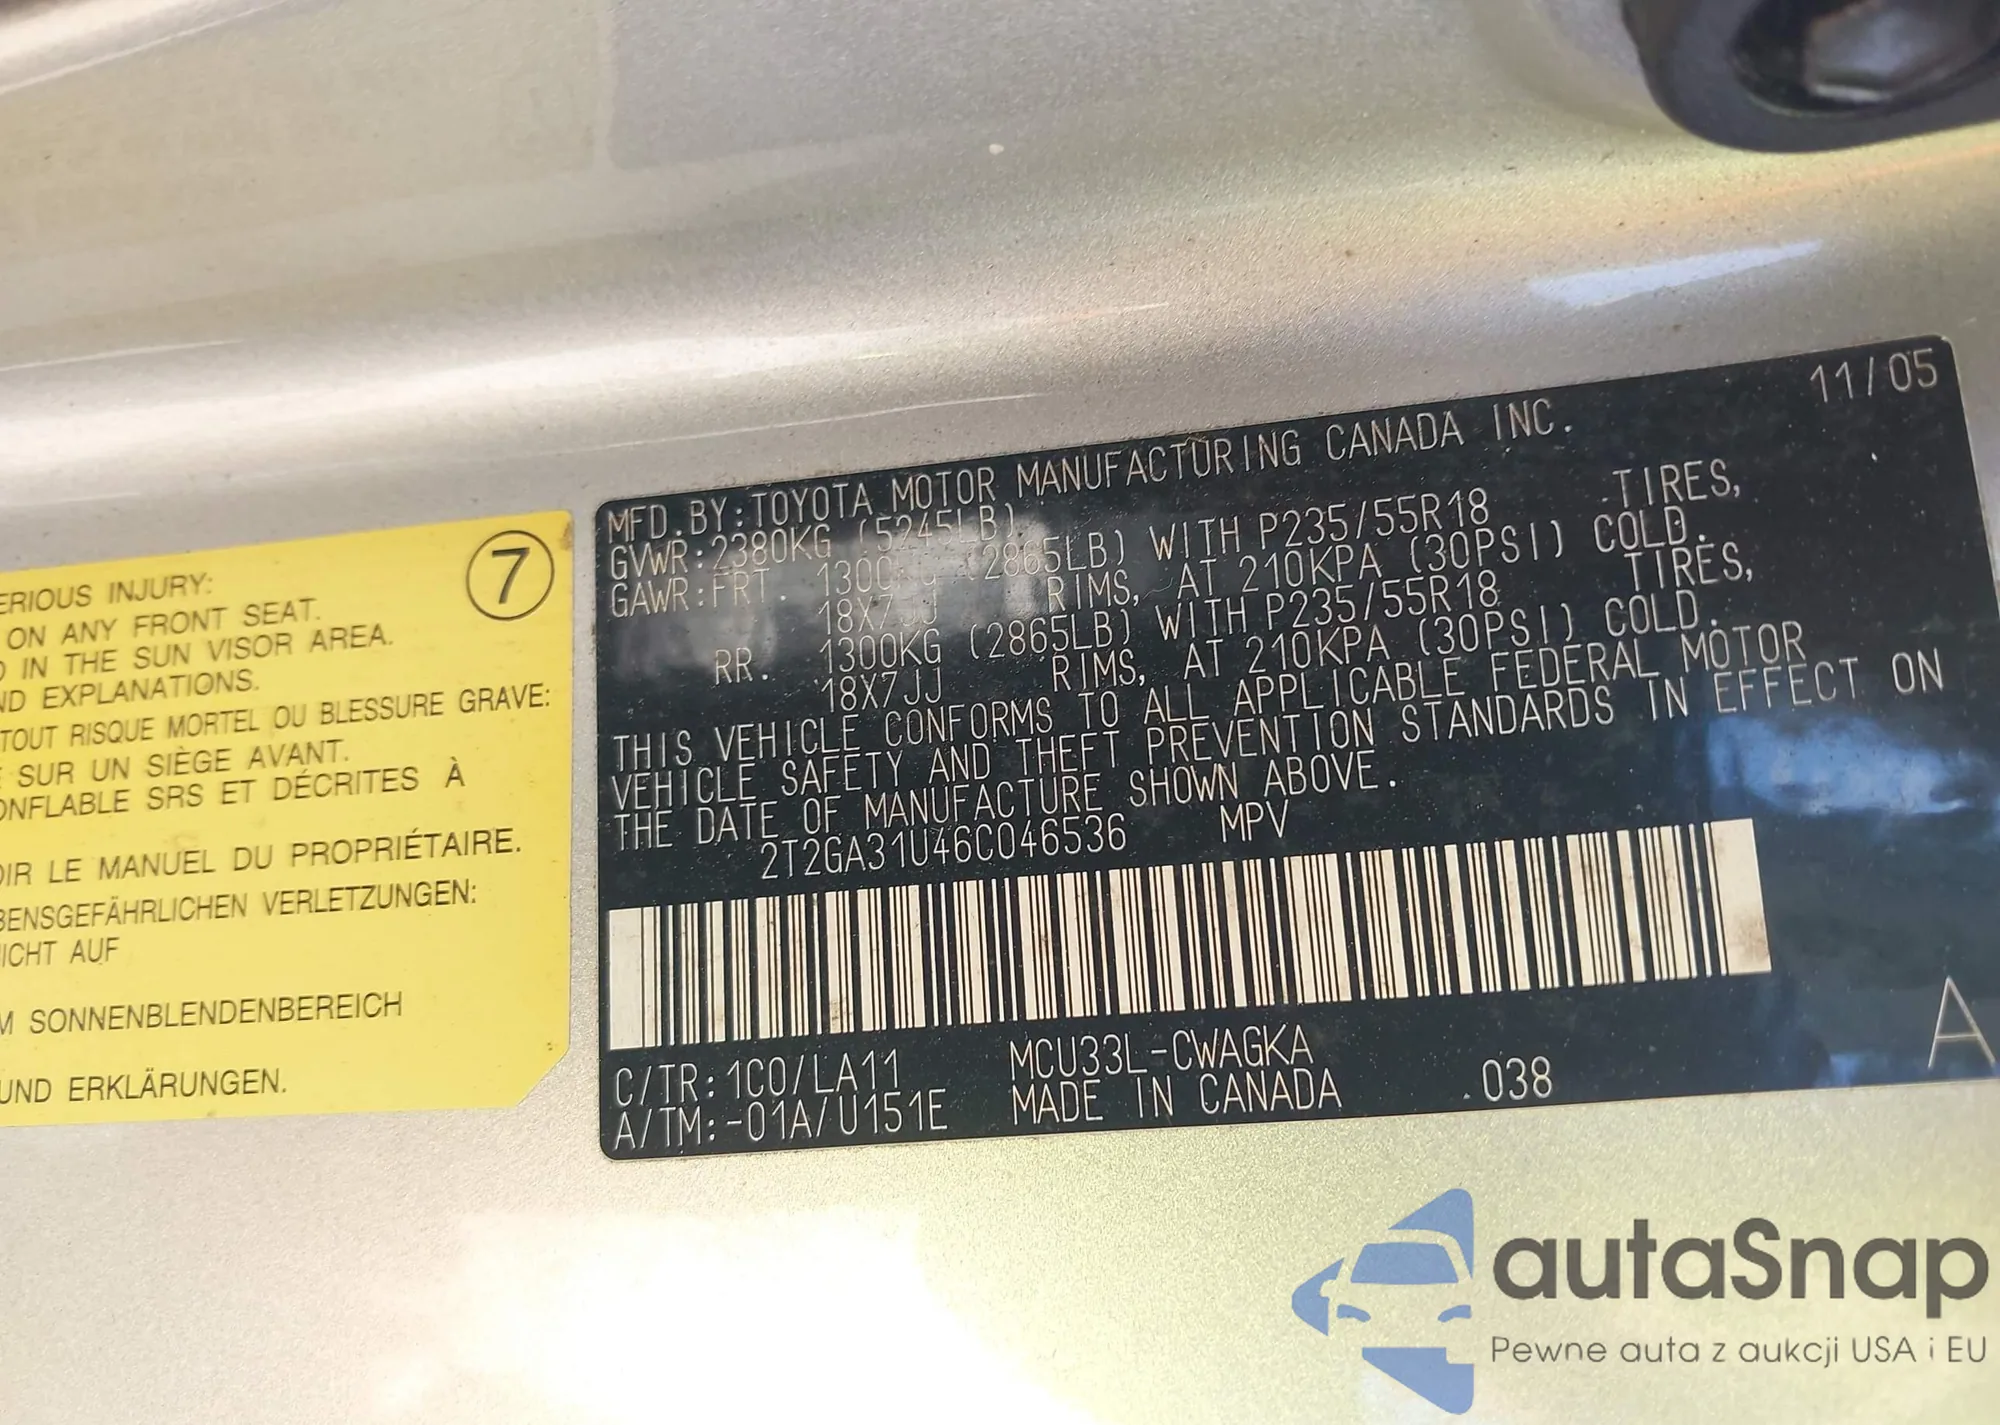 ERIOUS INJURY:
ON ANY FRONT SEAT.
D IN THE SUN VISOR AREA.
ND EXPLANATIONS.
TOUT RISQUE MORTEL OU BLESSURE GRAVE:
E SUR UN SIÈGE AVANT.
ONFLABLE SRS ET DÉCRITES À
OIR LE MANUEL DU PROPRIÉTAIRE.
BENSGEFÄHRLICHEN VERLETZUNGEN:
NICHT AUF
M SONNENBLENDENBEREICH
UND ERKLÄRUNGEN.
7
11/05
MFD.BY:TOYOTA MOTOR MANUFACTURING CANADA INC.
GVWR:2380KG (5245LB)
GAWR:FRT. 1300KG (2865LB) WITH P235/55R18 TIRES,
18X7JJ RIMS, AT 210KPA (30PSI) COLD.
RR. 1300KG (2865LB) WITH P235/55R18 TIRES,
18X7JJ RIMS, AT 210KPA (30PSI) COLD.
THIS VEHICLE CONFORMS TO ALL APPLICABLE FEDERAL MOTOR
VEHICLE SAFETY AND THEFT PREVENTION STANDARDS IN EFFECT ON
THE DATE OF MANUFACTURE SHOWN ABOVE.
2T2GA31U46C046536 MPV
C/TR:1C0/LA11 MCU33L-CWAGKA
A/TM:-01A/U151E MADE IN CANADA 038
A
autaSnap
Pewne auta z aukcji USA i EU